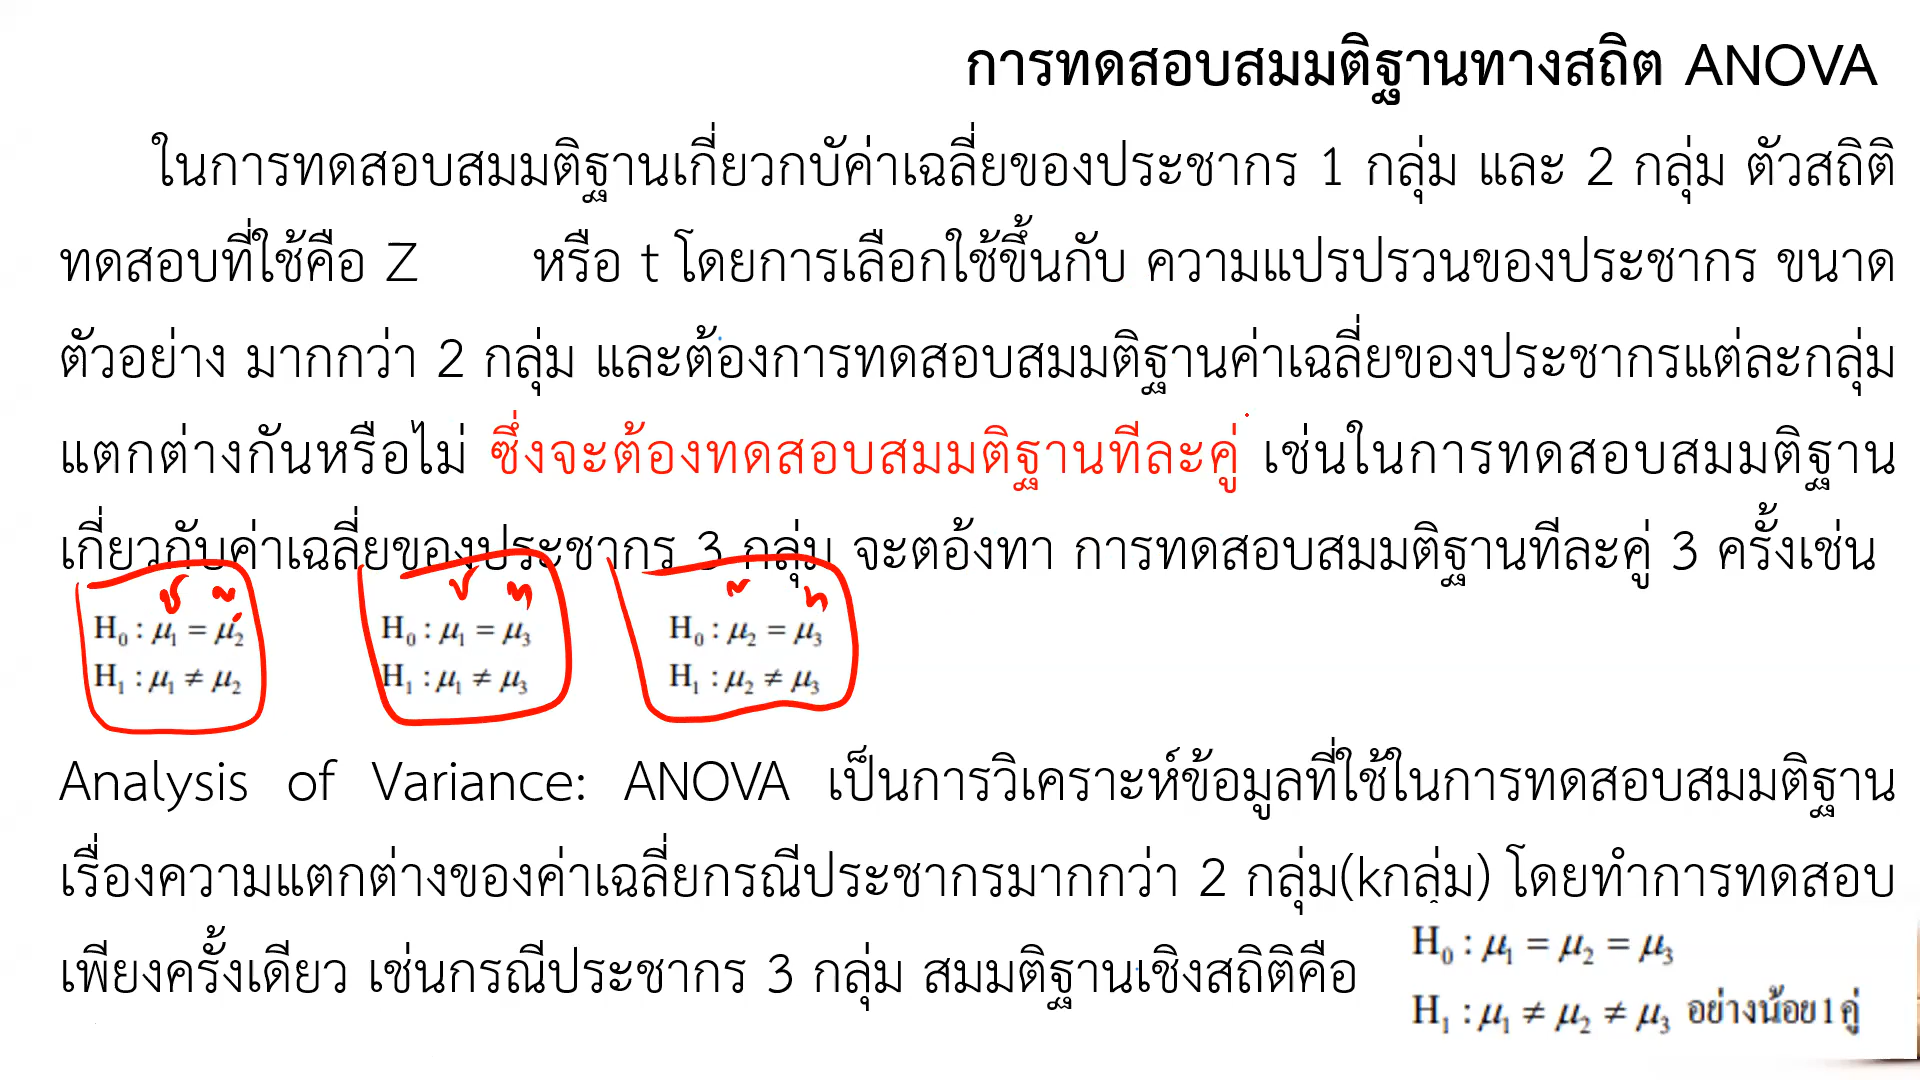 การทดสอบสมมติฐานทางสถิต ANOVA
ในการทดสอบสมมติฐานเกี่ยวกบัค่าเฉลี่ยของประชากร 1 กลุ่ม และ 2 กลุ่ม ตัวสถิติ
ทดสอบที่ใช้คือ Z หรือ t โดยการเลือกใช้ขึ้นกับ ความแปรปรวนของประชากร ขนาด
ตัวอย่าง มากกว่า 2 กลุ่ม และต้องการทดสอบสมมติฐานค่าเฉลี่ยของประชากรแต่ละกลุ่ม
แตกต่างกันหรือไม่ ซึ่งจะต้องทดสอบสมมติฐานทีละคู่ เช่นในการทดสอบสมมติฐาน
เกี่ยวกับค่าเฉลี่ยของประชากร 3 กลุ่ม จะตอ้งทา การทดสอบสมมติฐานทีละคู่ 3 ครั้งเช่น
H₀ : μ₁ = μ₂ H₀ : μ₁ = μ₃ H₀ : μ₂ = μ₃
H₁ : μ₁ ≠ μ₂ H₁ : μ₁ ≠ μ₃ H₁ : μ₂ ≠ μ₃
Analysis of Variance: ANOVA เป็นการวิเคราะห์ข้อมูลที่ใช้ในการทดสอบสมมติฐาน
เรื่องความแตกต่างของค่าเฉลี่ยกรณีประชากรมากกว่า 2 กลุ่ม(kกลุ่ม) โดยทำการทดสอบ
เพียงครั้งเดียว เช่นกรณีประชากร 3 กลุ่ม สมมติฐานเชิงสถิติคือ
H₀ : μ₁ = μ₂ = μ₃
H₁ : μ₁ ≠ μ₂ ≠ μ₃ อย่างน้อย 1 คู่